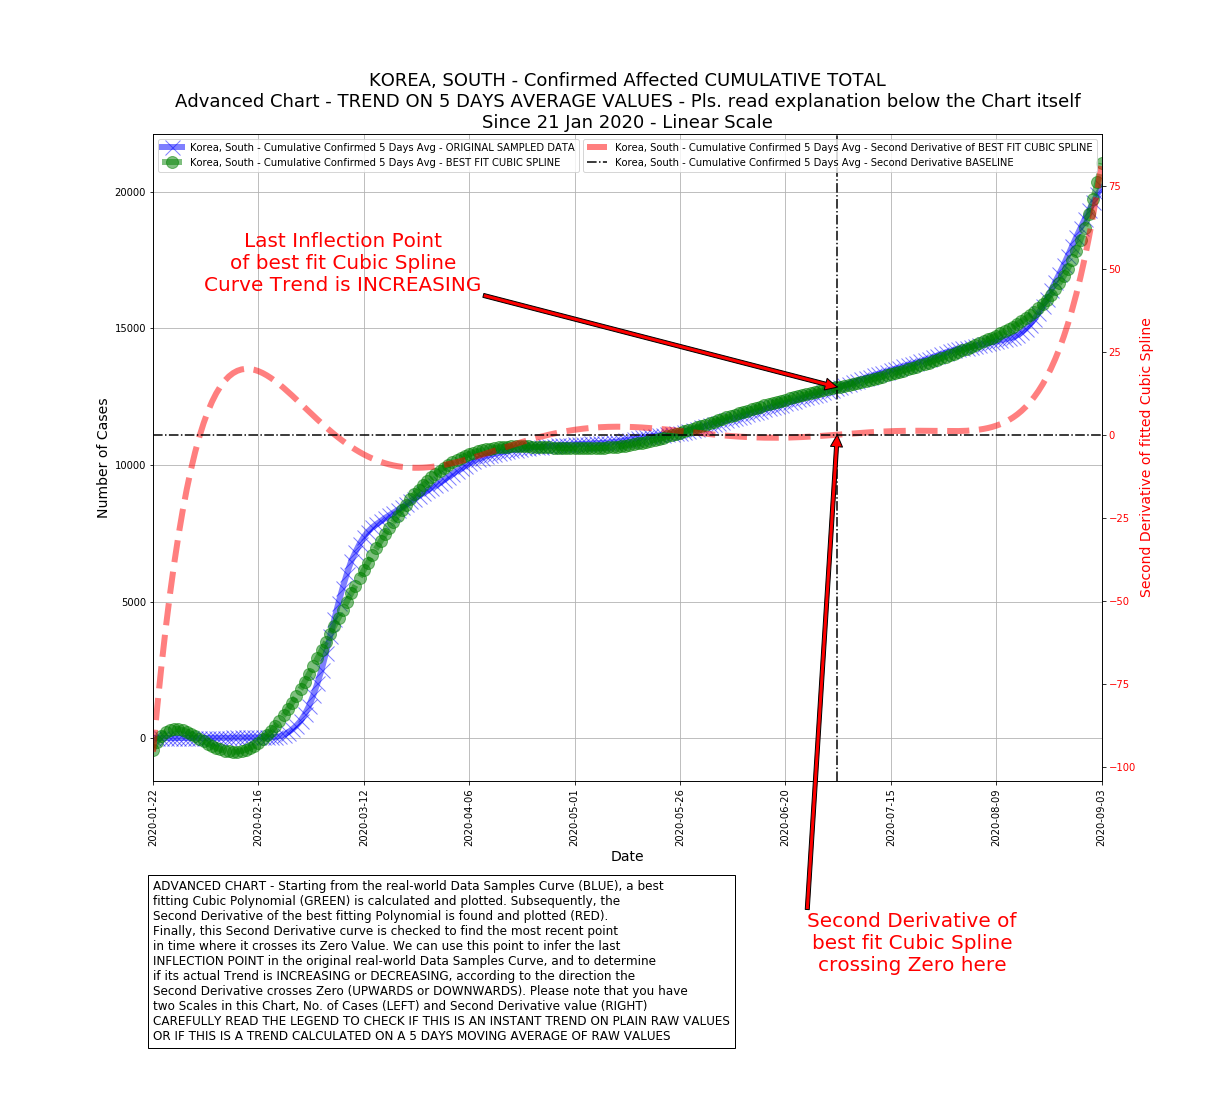 KOREA, SOUTH - Confirmed Affected CUMULATIVE TOTAL
Advanced Chart - TREND ON 5 DAYS AVERAGE VALUES - Pls. read explanation below the Chart itself
Since 21 Jan 2020 - Linear Scale
Korea, South - Cumulative Confirmed 5 Days Avg - ORIGINAL SAMPLED DATA
Korea, South - Cumulative Confirmed 5 Days Avg - BEST FIT CUBIC SPLINE
Korea, South - Cumulative Confirmed 5 Days Avg - Second Derivative of BEST FIT CUBIC SPLINE
Korea, South - Cumulative Confirmed 5 Days Avg - Second Derivative BASELINE
Last Inflection Point
of best fit Cubic Spline
Curve Trend is INCREASING
Number of Cases
20000
15000
10000
5000
0
75
50
25
0
−25
−50
−75
−100
Second Derivative of fitted Cubic Spline
2020-01-22
2020-02-16
2020-03-12
2020-04-06
2020-05-01
2020-05-26
2020-06-20
2020-07-15
2020-08-09
2020-09-03
Date
Second Derivative of
best fit Cubic Spline
crossing Zero here
ADVANCED CHART - Starting from the real-world Data Samples Curve (BLUE), a best
fitting Cubic Polynomial (GREEN) is calculated and plotted. Subsequently, the
Second Derivative of the best fitting Polynomial is found and plotted (RED).
Finally, this Second Derivative curve is checked to find the most recent point
in time where it crosses its Zero Value. We can use this point to infer the last
INFLECTION POINT in the original real-world Data Samples Curve, and to determine
if its actual Trend is INCREASING or DECREASING, according to the direction the
Second Derivative crosses Zero (UPWARDS or DOWNWARDS). Please note that you have
two Scales in this Chart, No. of Cases (LEFT) and Second Derivative value (RIGHT)
CAREFULLY READ THE LEGEND TO CHECK IF THIS IS AN INSTANT TREND ON PLAIN RAW VALUES
OR IF THIS IS A TREND CALCULATED ON A 5 DAYS MOVING AVERAGE OF RAW VALUES